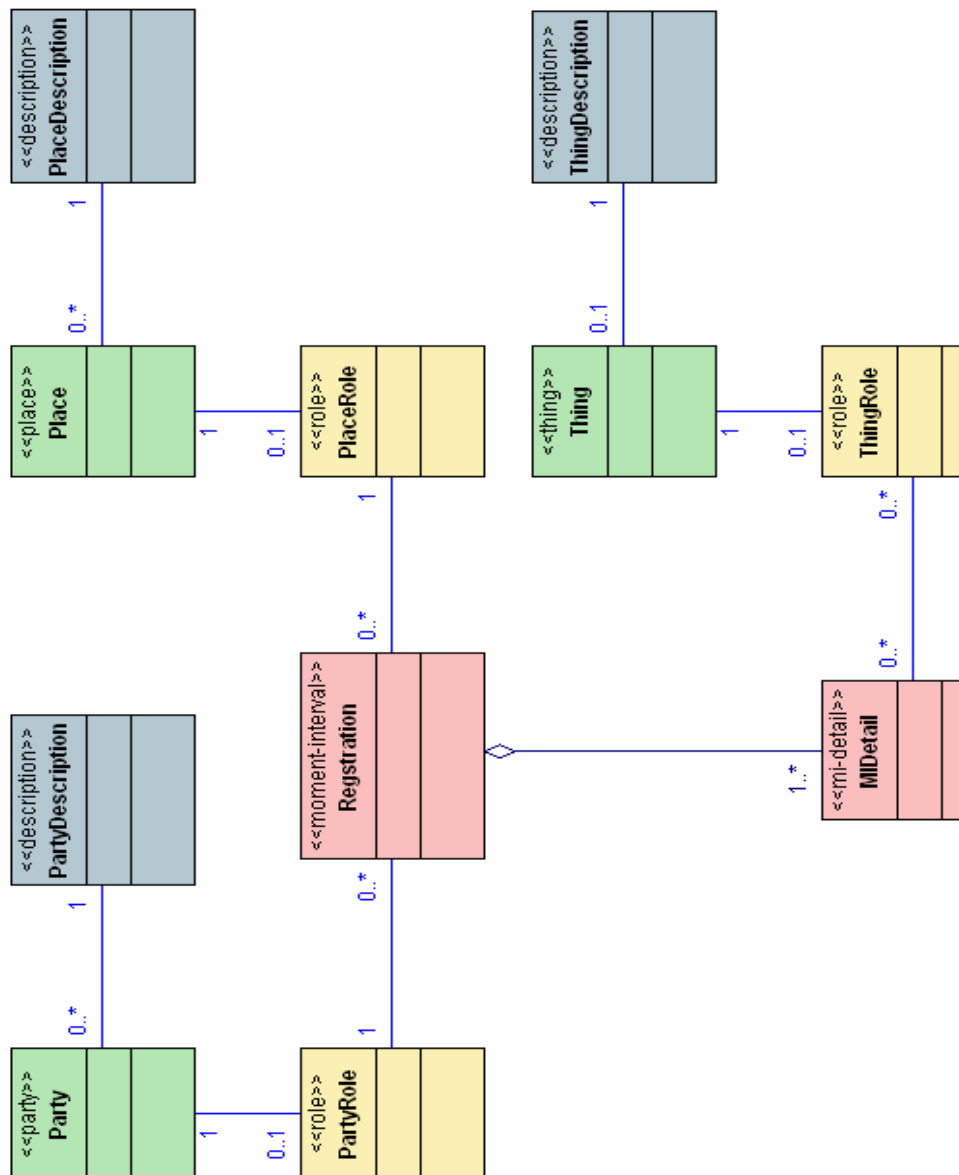 <<party>>
Party
0..*
1
<<description>>
PartyDescription
<<place>>
Place
0..*
1
<<description>>
PlaceDescription
1
0..1
1
0..1
<<role>>
PartyRole
1
0..*
<<moment-interval>>
Regstration
0..*
1
<<role>>
PlaceRole
<<thing>>
Thing
0..1
1
<<description>>
ThingDescription
1
0..1
1..*
<<mi-detail>>
MIDetail
0..*
0..*
<<role>>
ThingRole